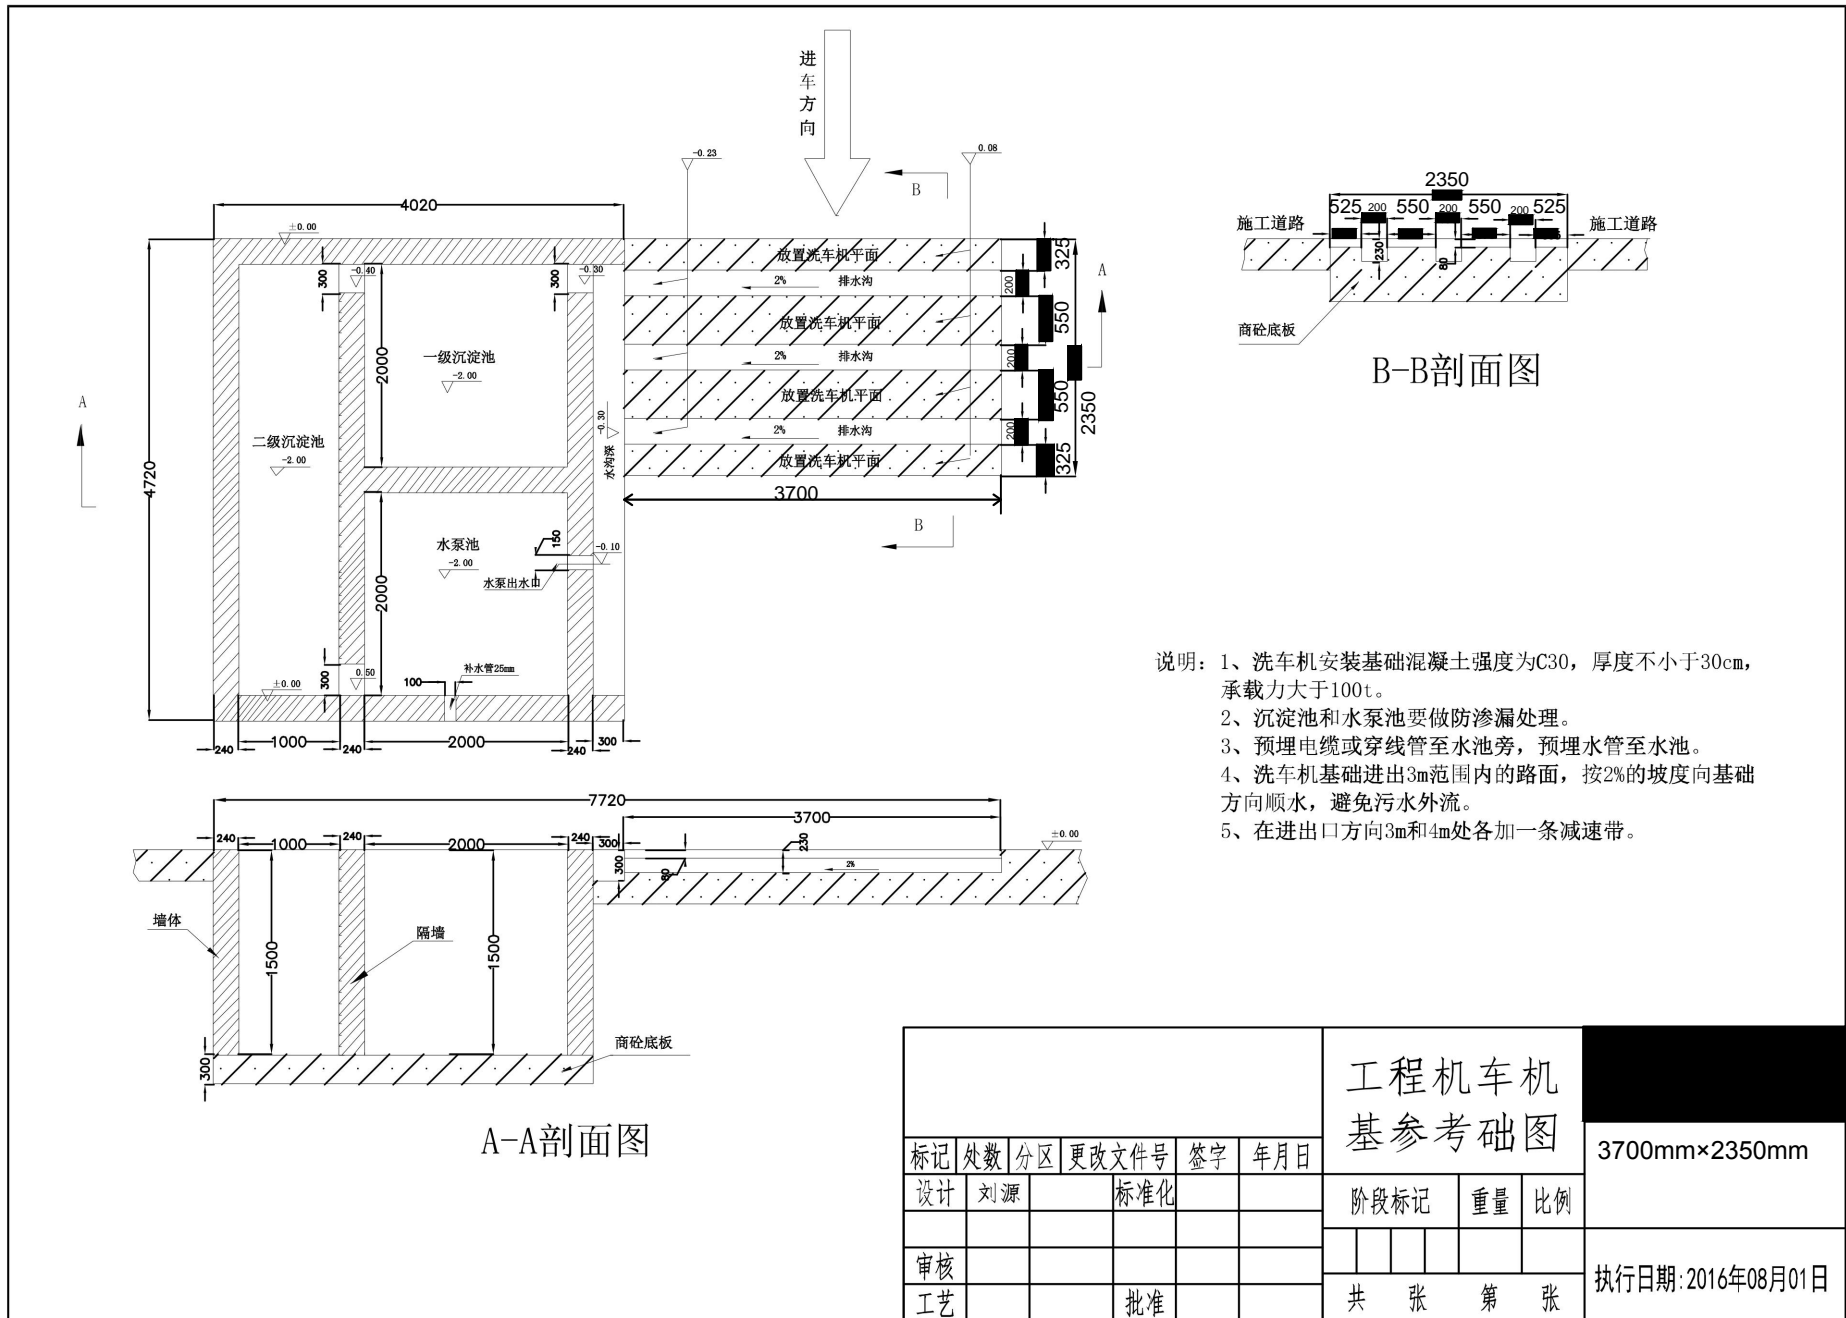 进车方向
-0.23
0.08
B
4020
±0.00
300
-0.40
300
-0.30
放置洗车机平面
325
2%
排水沟
200
放置洗车机平面
550
2%
排水沟
200
放置洗车机平面
550
2%
排水沟
200
放置洗车机平面
325
2350
3700
A
A
B
4720
一级沉淀池
-2.00
2000
二级沉淀池
-2.00
水沟深
-0.30
水泵池
-2.00
2000
150
-0.10
水泵出水口
补水管25mm
100
300
0.50
±0.00
240
1000
240
2000
240
300
2350
525
200
550
200
550
200
525
施工道路
施工道路
230
80
商砼底板
B-B剖面图
说明：1、洗车机安装基础混凝土强度为C30，厚度不小于30cm，
承载力大于100t。
2、沉淀池和水泵池要做防渗漏处理。
3、预埋电缆或穿线管至水池旁，预埋水管至水池。
4、洗车机基础进出3m范围内的路面，按2%的坡度向基础
方向顺水，避免污水外流。
5、在进出口方向3m和4m处各加一条减速带。
7720
3700
240
1000
240
2000
240
300
±0.00
300
80
230
2%
墙体
隔墙
1500
1500
300
商砼底板
A-A剖面图
工程机车机
基参考础图
3700mm×2350mm
标记 处数 分区 更改文件号 签字 年月日
设计 刘源 标准化
阶段标记 重量 比例
审核
工艺 批准
共 张 第 张
执行日期:2016年08月01日